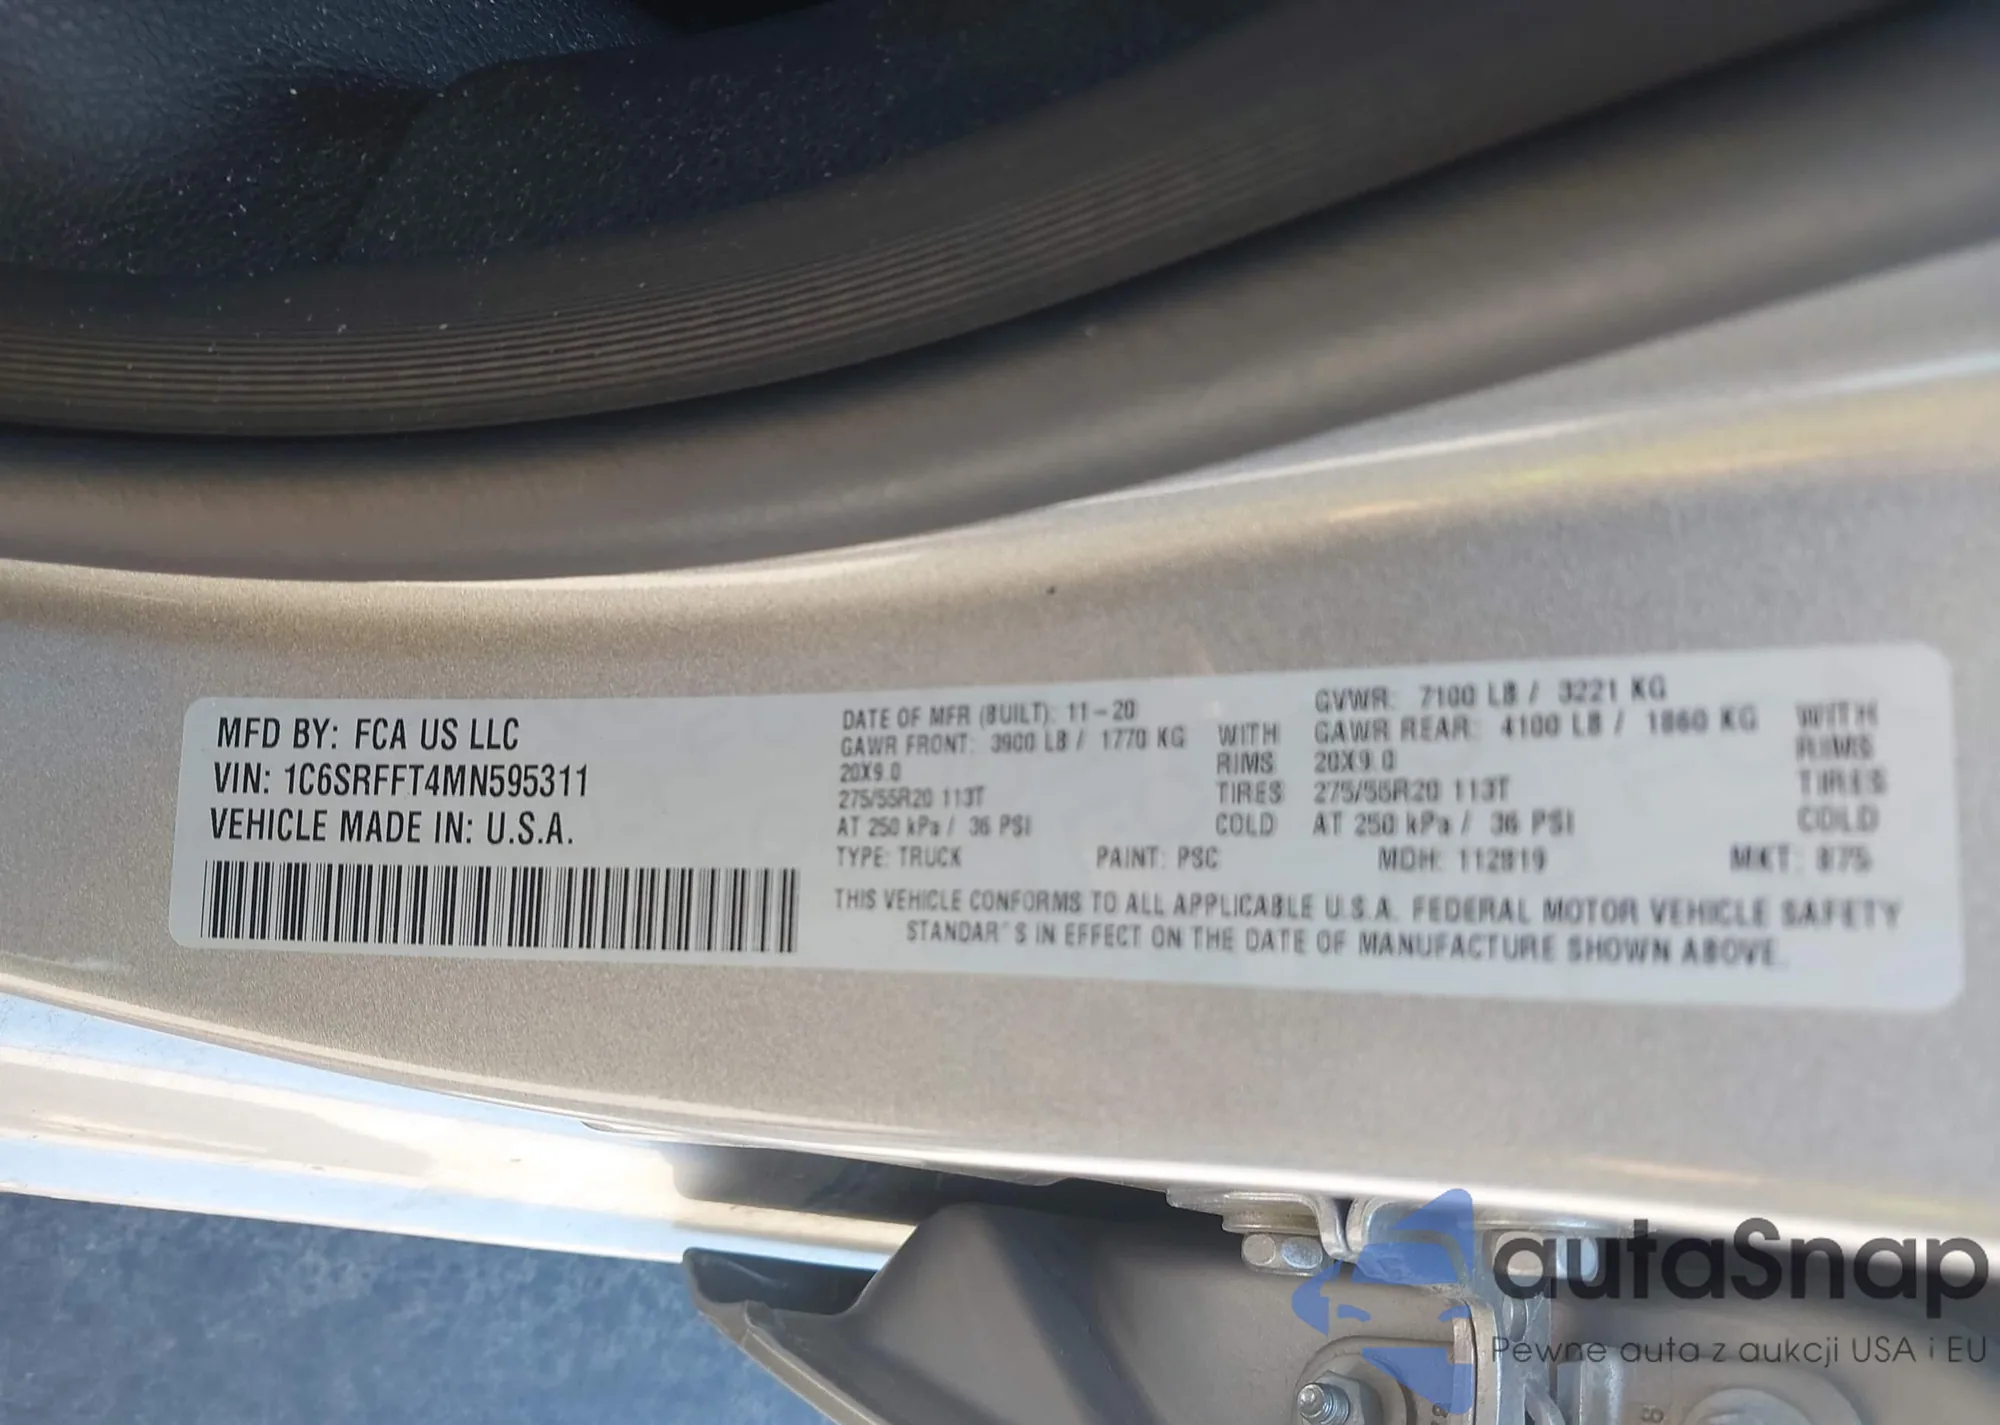 MFD BY: FCA US LLC
VIN: 1C6SRFFT4MN595311
VEHICLE MADE IN: U.S.A.
DATE OF MFR (BUILT): 11-20 GVWR: 7100 LB / 3221 KG
GAWR FRONT: 3900 LB / 1770 KG WITH GAWR REAR: 4100 LB / 1860 KG WITH
20X9.0 RIMS 20X9.0 RIMS
275/55R20 113T TIRES 275/55R20 113T TIRES
AT 250 kPa / 36 PSI COLD AT 250 kPa / 36 PSI COLD
TYPE: TRUCK PAINT: PSC MDH: 112819 MKT: 875
THIS VEHICLE CONFORMS TO ALL APPLICABLE U.S.A. FEDERAL MOTOR VEHICLE SAFETY
STANDAR'S IN EFFECT ON THE DATE OF MANUFACTURE SHOWN ABOVE.
autaSnap
Pewne auta z aukcji USA i EU